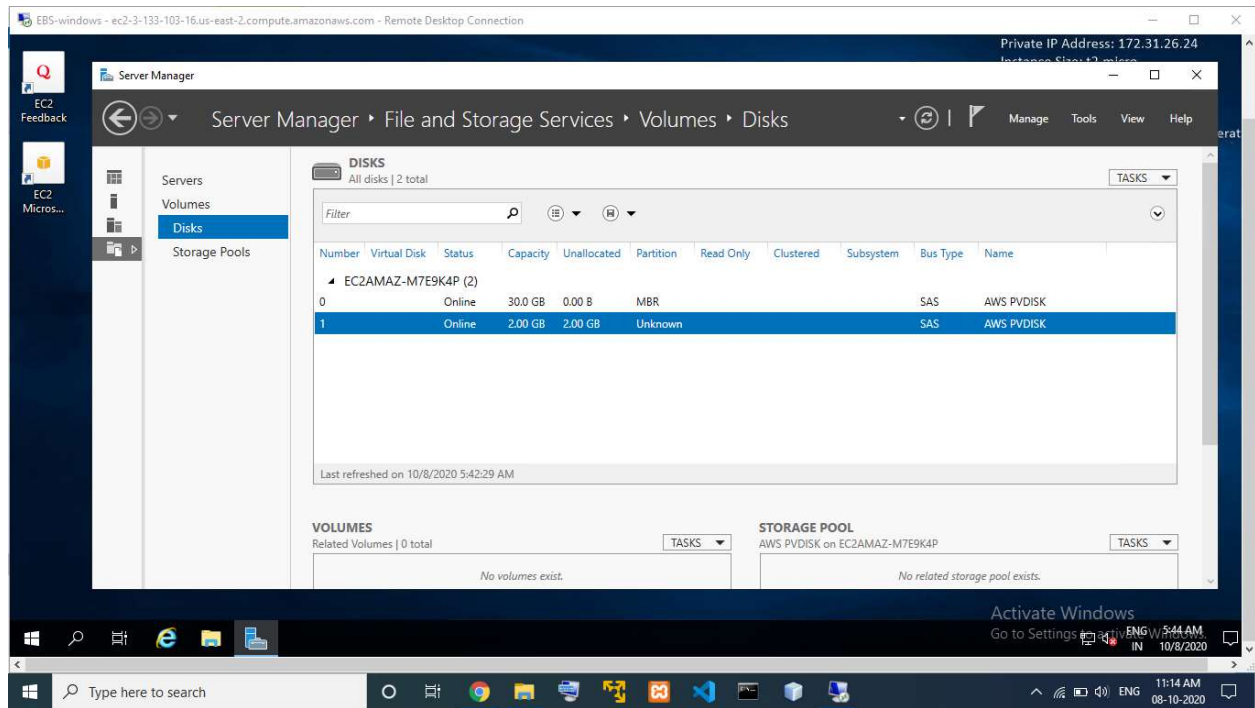 EBS-windows - ec2-3-133-103-16.us-east-2.compute.amazonaws.com - Remote Desktop Connection
Private IP Address: 172.31.26.24
EC2
Feedback
EC2
Micros...
Server Manager
Server Manager ‣ File and Storage Services ‣ Volumes ‣ Disks
Manage Tools View Help
Servers
Volumes
Disks
Storage Pools
DISKS
All disks | 2 total
TASKS
Filter
Number Virtual Disk Status Capacity Unallocated Partition Read Only Clustered Subsystem Bus Type Name
EC2AMAZ-M7E9K4P (2)
0 Online 30.0 GB 0.00 B MBR SAS AWS PVDISK
1 Online 2.00 GB 2.00 GB Unknown SAS AWS PVDISK
Last refreshed on 10/8/2020 5:42:29 AM
VOLUMES
Related Volumes | 0 total
TASKS
No volumes exist.
STORAGE POOL
AWS PVDISK on EC2AMAZ-M7E9K4P
TASKS
No related storage pool exists.
Activate Windows
Go to Settings
ENG
IN
5:44 AM
10/8/2020
Type here to search
ENG
11:14 AM
08-10-2020